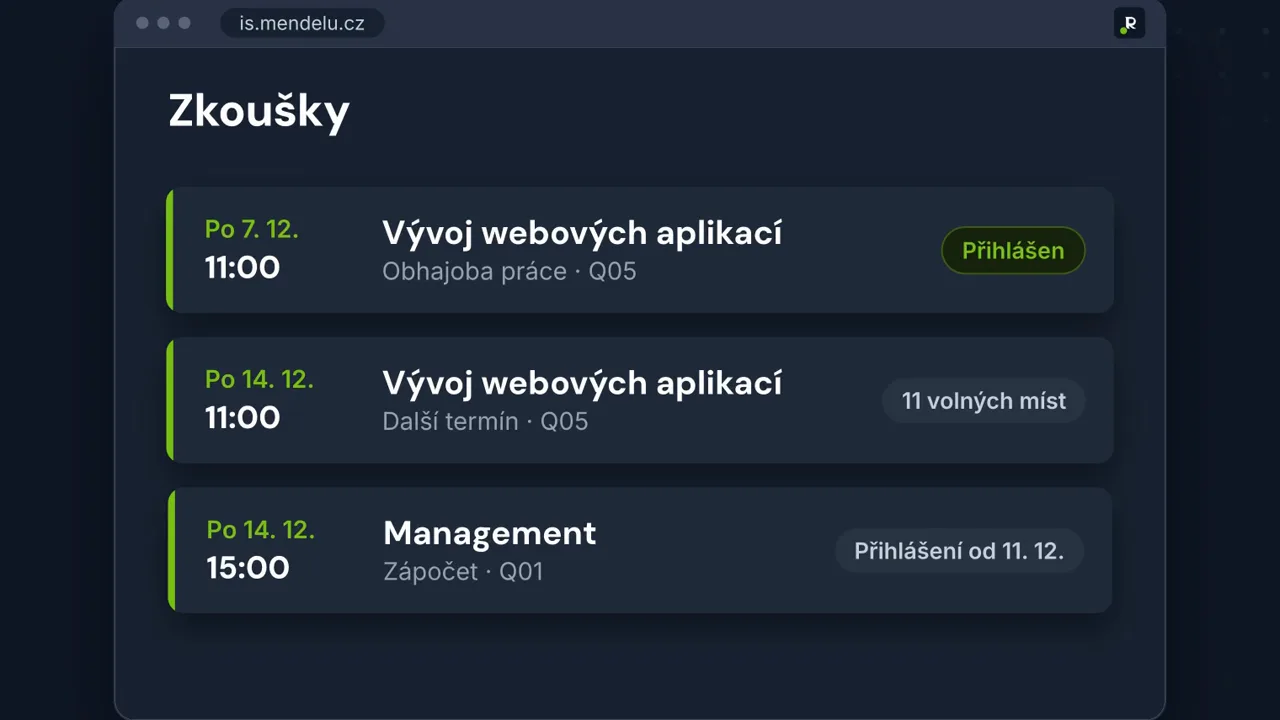 is.mendelu.cz
R
Zkoušky
Po 7. 12.
11:00
Vývoj webových aplikací
Obhajoba práce · Q05
Přihlášen
Po 14. 12.
11:00
Vývoj webových aplikací
Další termín · Q05
11 volných míst
Po 14. 12.
15:00
Management
Zápočet · Q01
Přihlášení od 11. 12.